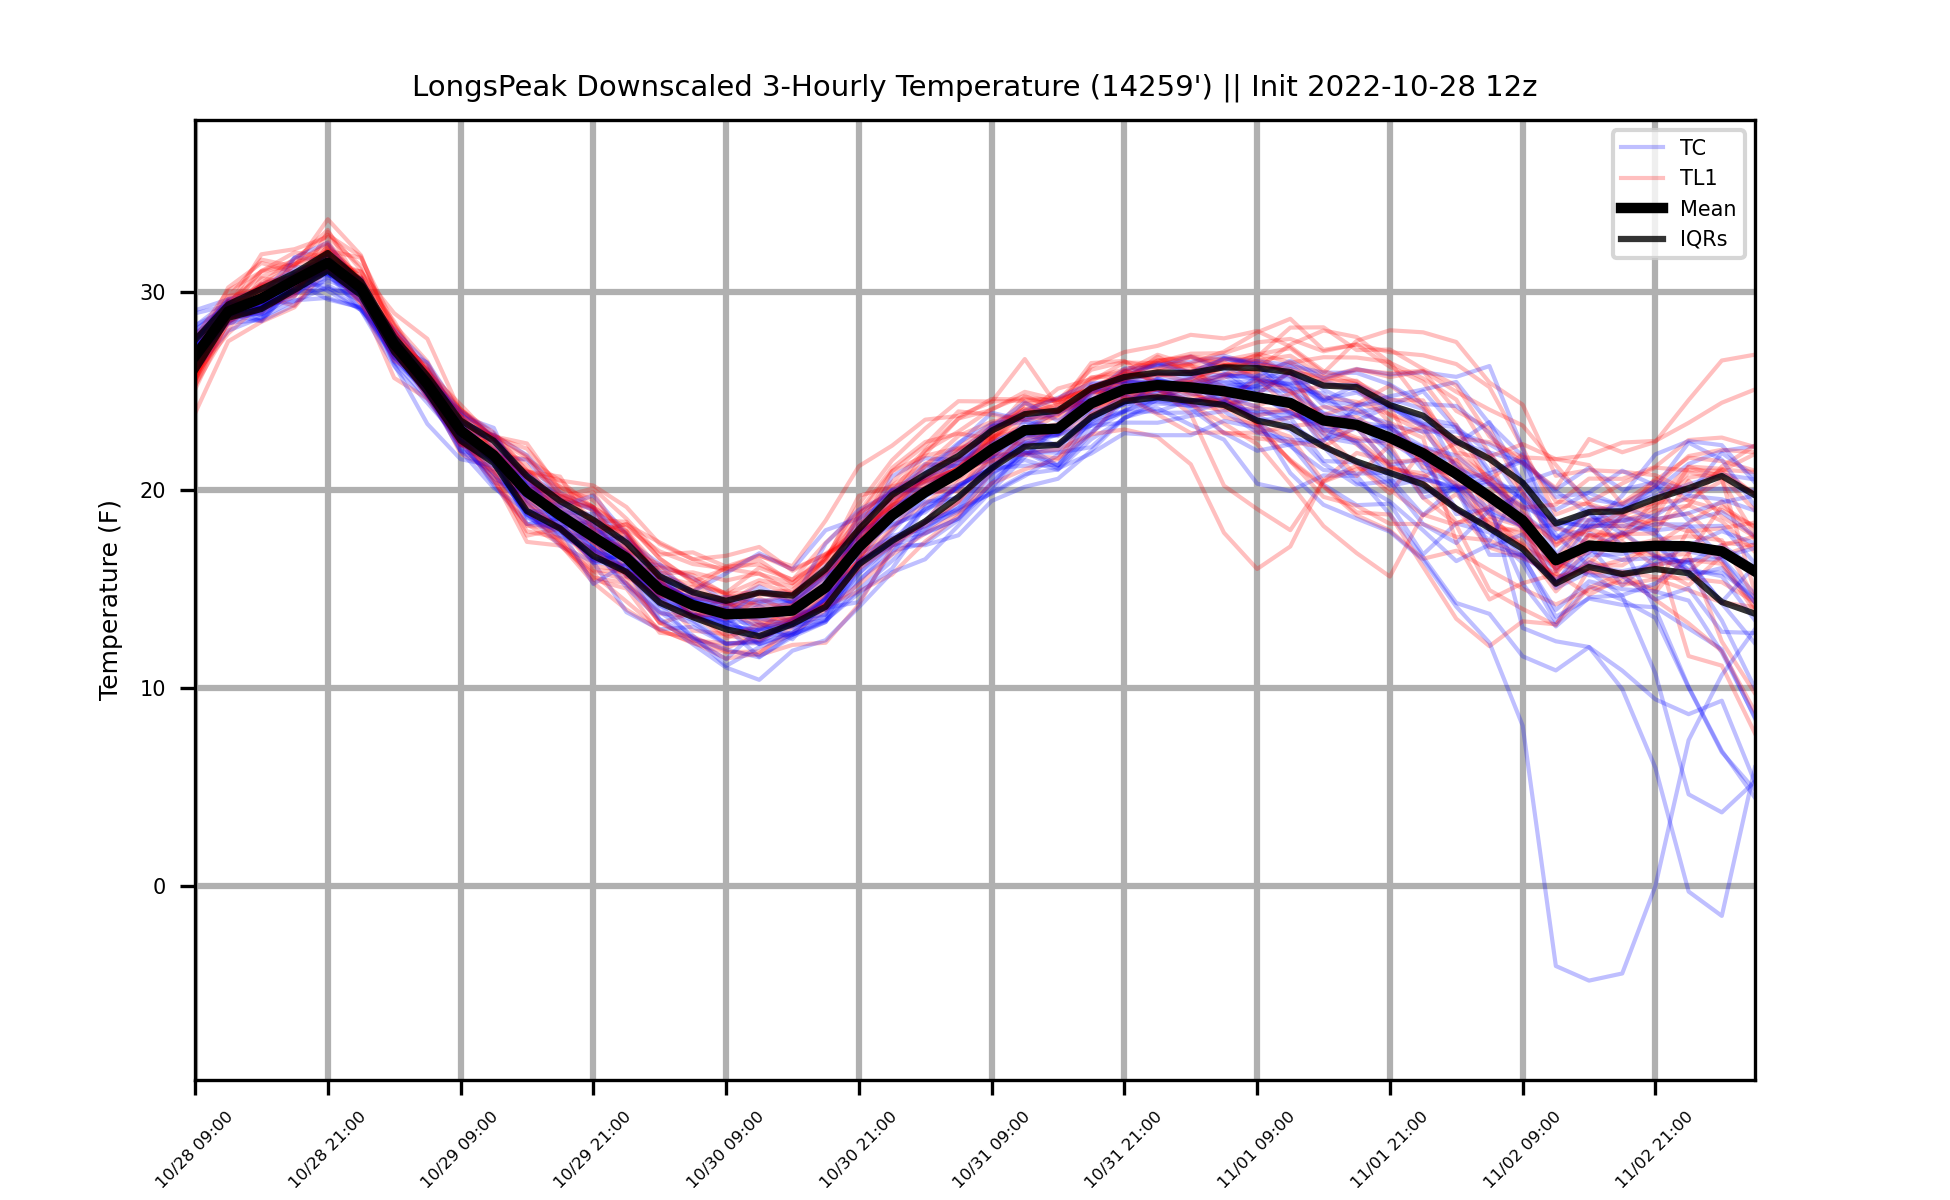 LongsPeak Downscaled 3-Hourly Temperature (14259') || Init 2022-10-28 12z
TC
TL1
Mean
IQRs
Temperature (F)
30
20
10
0
10/28 09:00
10/28 21:00
10/29 09:00
10/29 21:00
10/30 09:00
10/30 21:00
10/31 09:00
10/31 21:00
11/01 09:00
11/01 21:00
11/02 09:00
11/02 21:00